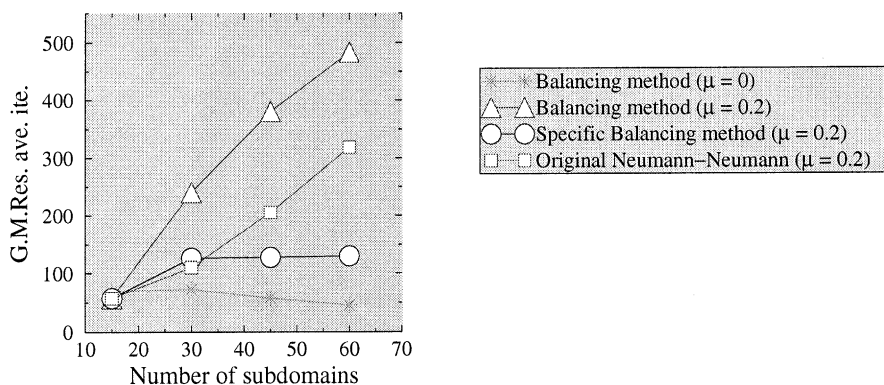 G.M.Res. ave. ite.
500
400
300
200
100
0
10 20 30 40 50 60 70
Number of subdomains
Balancing method (μ = 0)
Balancing method (μ = 0.2)
Specific Balancing method (μ = 0.2)
Original Neumann−Neumann (μ = 0.2)